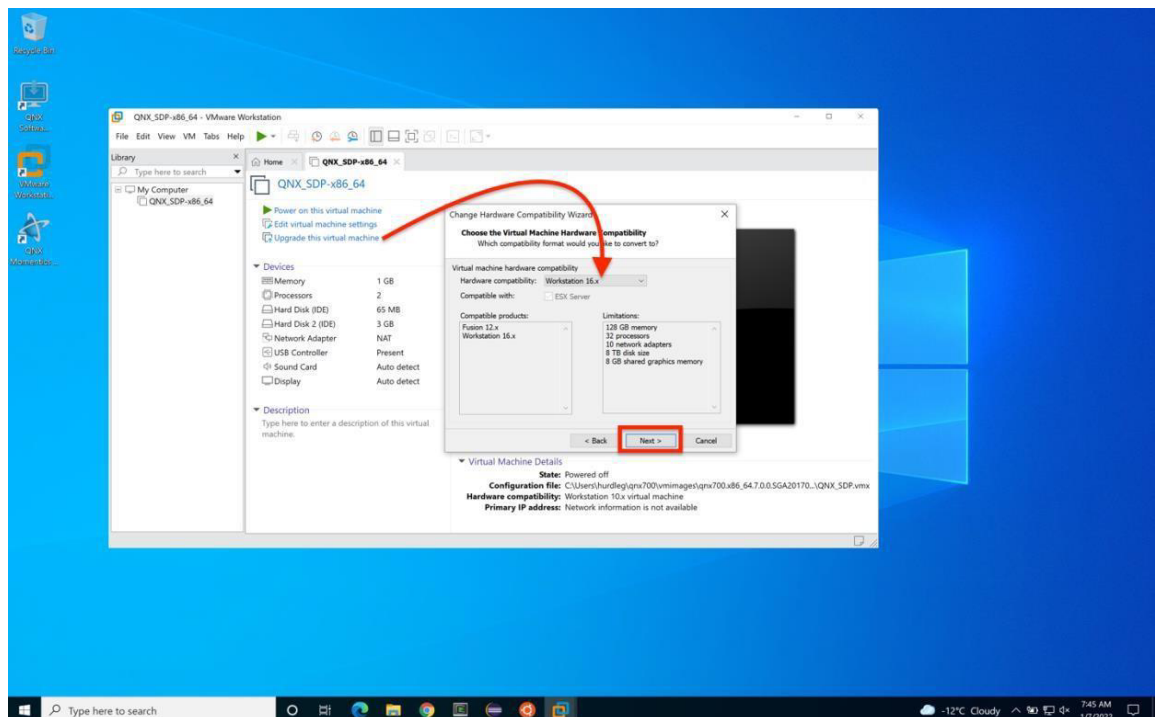 Recycle Bin
QNX
Softwa...
VMware
Workstati...
QNX
Momentics ...
QNX_SDP-x86_64 - VMware Workstation
File Edit View VM Tabs Help
Library
Type here to search
My Computer
QNX_SDP-x86_64
Home
QNX_SDP-x86_64
QNX_SDP-x86_64
Power on this virtual machine
Edit virtual machine settings
Upgrade this virtual machine
Devices
Memory 1 GB
Processors 2
Hard Disk (IDE) 65 MB
Hard Disk 2 (IDE) 3 GB
Network Adapter NAT
USB Controller Present
Sound Card Auto detect
Display Auto detect
Description
Type here to enter a description of this virtual
machine.
Change Hardware Compatibility Wizard
Choose the Virtual Machine Hardware Compatibility
Which compatibility format would you like to convert to?
Virtual machine hardware compatibility
Hardware compatibility: Workstation 16.x
Compatible with: ESX Server
Compatible products:
Fusion 12.x
Workstation 16.x
Limitations:
128 GB memory
32 processors
10 network adapters
8 TB disk size
8 GB shared graphics memory
< Back Next > Cancel
Virtual Machine Details
State: Powered off
Configuration file: C:\Users\hurdleg\qnx700\vmimages\qnx700.x86_64.7.0.0.SGA20170...\QNX_SDP.vmx
Hardware compatibility: Workstation 10.x virtual machine
Primary IP address: Network information is not available
Type here to search
-12°C Cloudy
7:45 AM